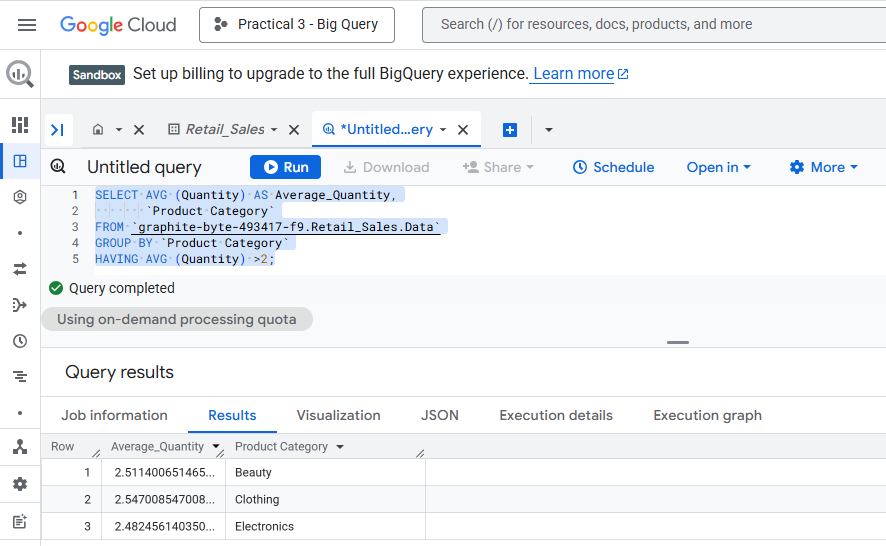 Google Cloud
Practical 3 - Big Query
Search (/) for resources, docs, products, and more
Sandbox Set up billing to upgrade to the full BigQuery experience. Learn more
Retail_Sales
*Untitled...ery
Untitled query
Run
Download
Share
Schedule
Open in
More
1 SELECT AVG (Quantity) AS Average_Quantity,
2 `Product Category`
3 FROM `graphite-byte-493417-f9.Retail_Sales.Data`
4 GROUP BY `Product Category`
5 HAVING AVG (Quantity) >2;
Query completed
Using on-demand processing quota
Query results
Job information Results Visualization JSON Execution details Execution graph
Row Average_Quantity Product Category
1 2.511400651465... Beauty
2 2.547008547008... Clothing
3 2.482456140350... Electronics